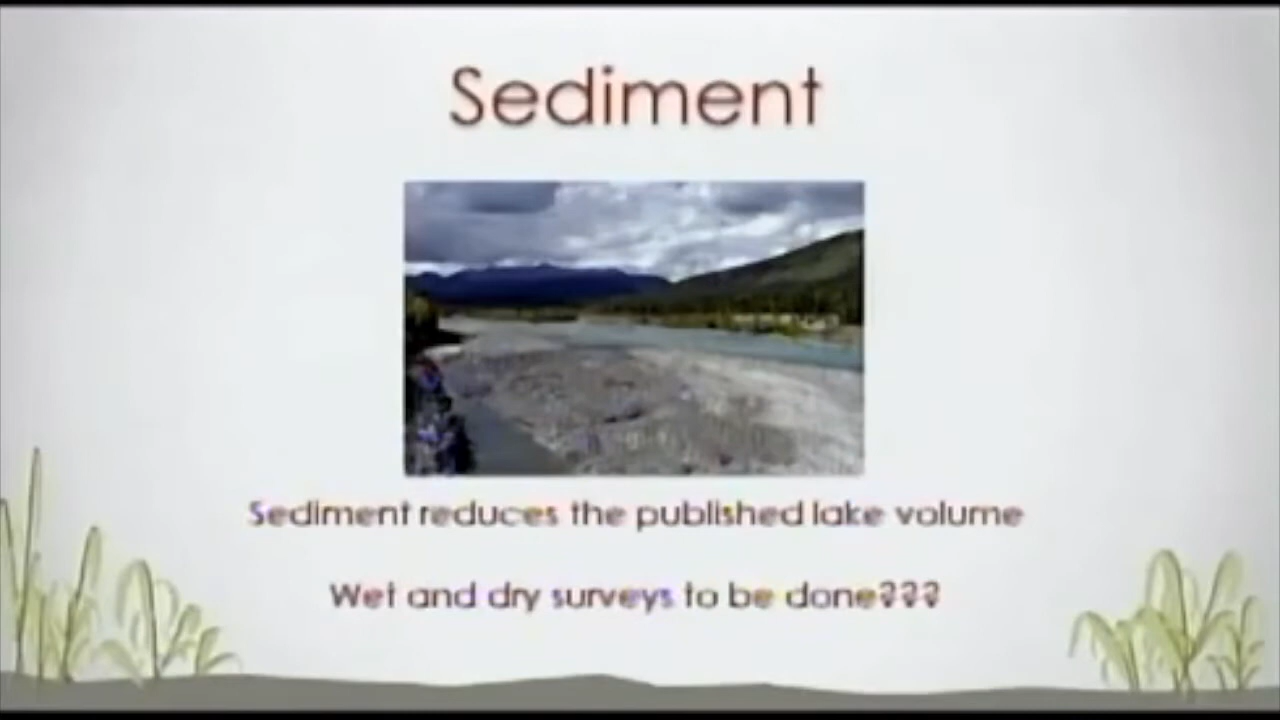 Sediment
Sediment reduces the published lake volume
Wet and dry surveys to be done???